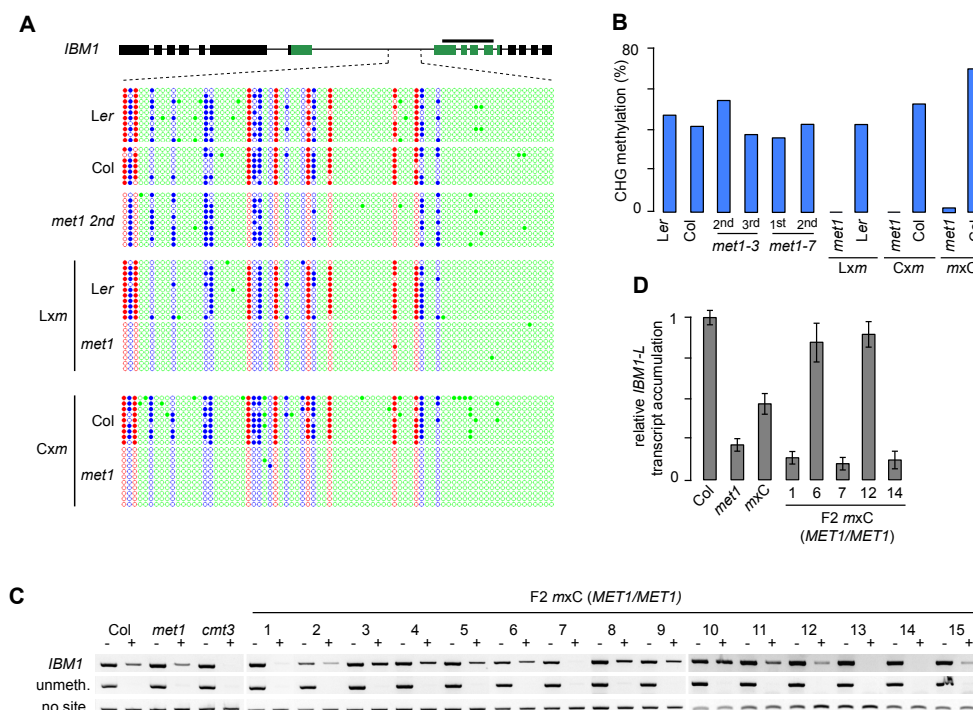 A
IBM1
Ler
Col
met1 2nd
Lxm
Ler
met1
Cxm
Col
met1
B
CHG methylation (%)
80
40
0
Ler
Col
2nd
3rd
1st
2nd
met1-3
met1-7
met1
Ler
met1
Col
met1
Lxm
Cxm
mxC
D
relative IBM1-L
transcript accumulation
1
0
Col
met1
mxC
1 6 7 12 14
F2 mxC
(MET1/MET1)
C
F2 mxC (MET1/MET1)
Col met1 cmt3 1 2 3 4 5 6 7 8 9 10 11 12 13 14 15
- + - + - + - + - + - + - + - + - + - + - + - + - + - + - + - + - + - +
IBM1
unmeth.
no site